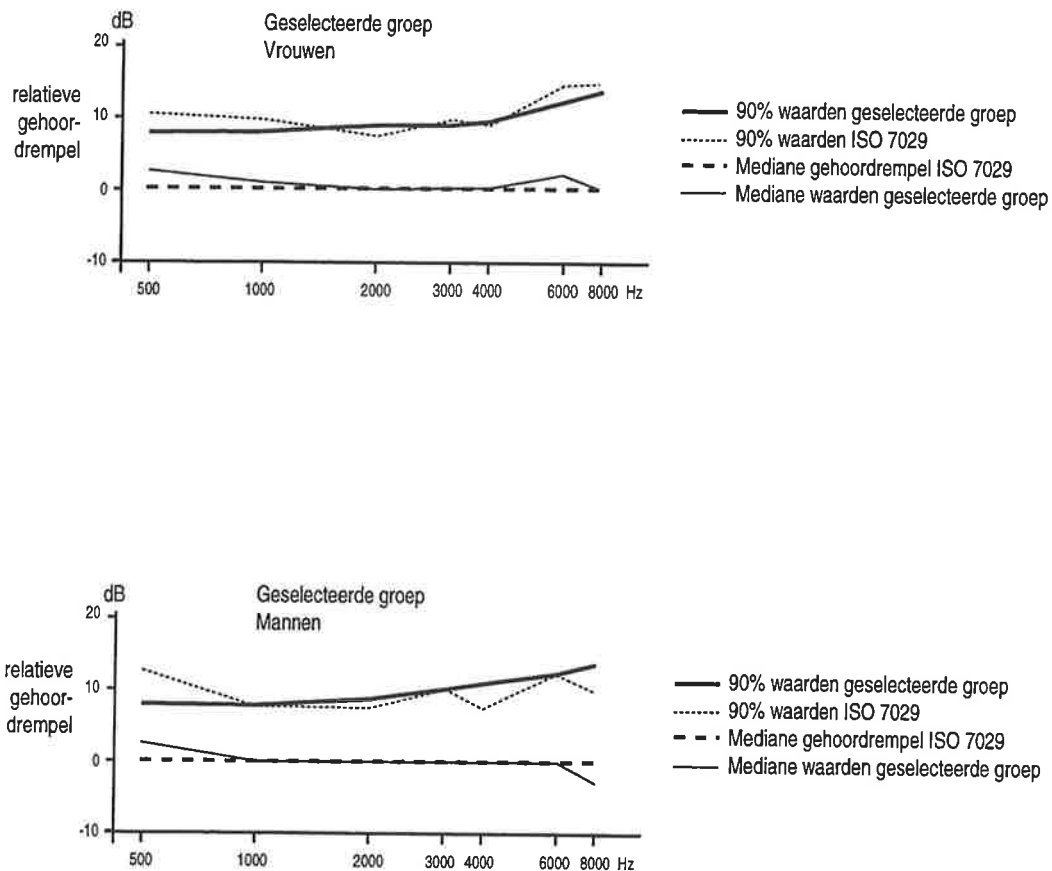 dB
Geselecteerde groep
Vrouwen
20
relatieve
gehoor-
drempel
10
0
-10
500 1000 2000 3000 4000 6000 8000 Hz
90% waarden geselecteerde groep
90% waarden ISO 7029
Mediane gehoordrempel ISO 7029
Mediane waarden geselecteerde groep
dB
Geselecteerde groep
Mannen
20
relatieve
gehoor-
drempel
10
0
-10
500 1000 2000 3000 4000 6000 8000 Hz
90% waarden geselecteerde groep
90% waarden ISO 7029
Mediane gehoordrempel ISO 7029
Mediane waarden geselecteerde groep